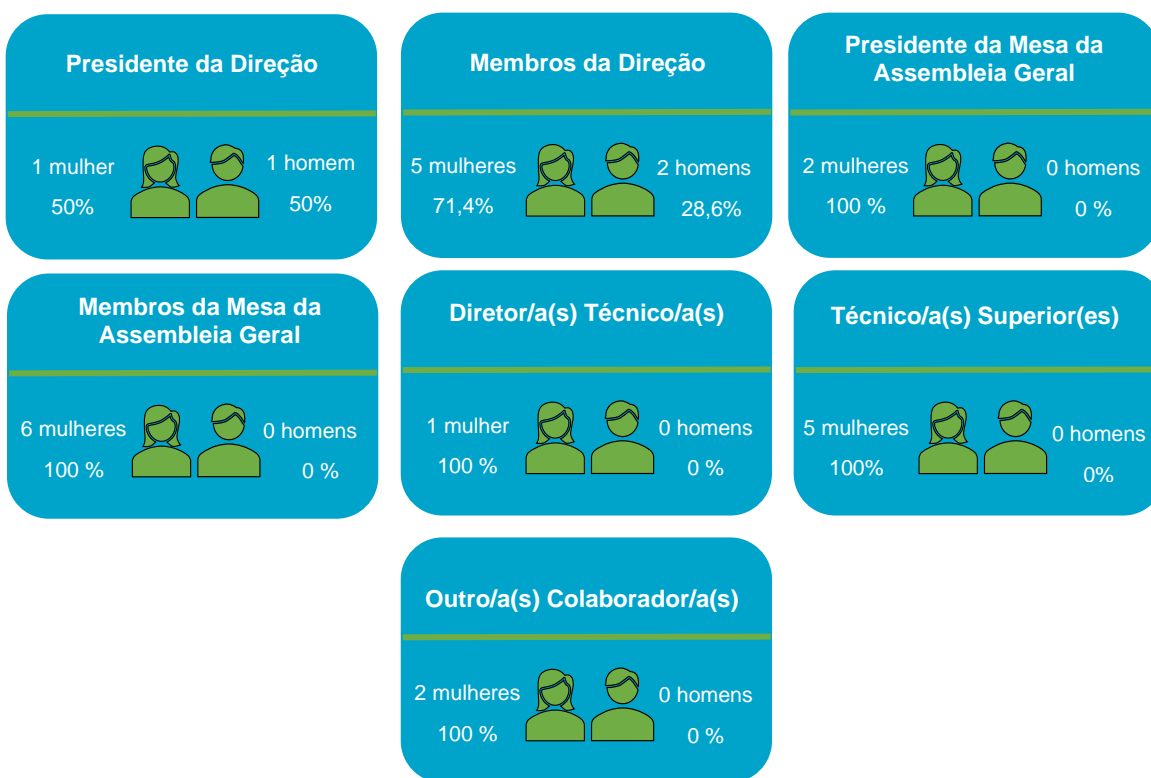 Presidente da Direção
1 mulher
50%
1 homem
50%
Membros da Direção
5 mulheres
71,4%
2 homens
28,6%
Presidente da Mesa da
Assembleia Geral
2 mulheres
100 %
0 homens
0 %
Membros da Mesa da
Assembleia Geral
6 mulheres
100 %
0 homens
0 %
Diretor/a(s) Técnico/a(s)
1 mulher
100 %
0 homens
0 %
Técnico/a(s) Superior(es)
5 mulheres
100%
0 homens
0%
Outro/a(s) Colaborador/a(s)
2 mulheres
100 %
0 homens
0 %